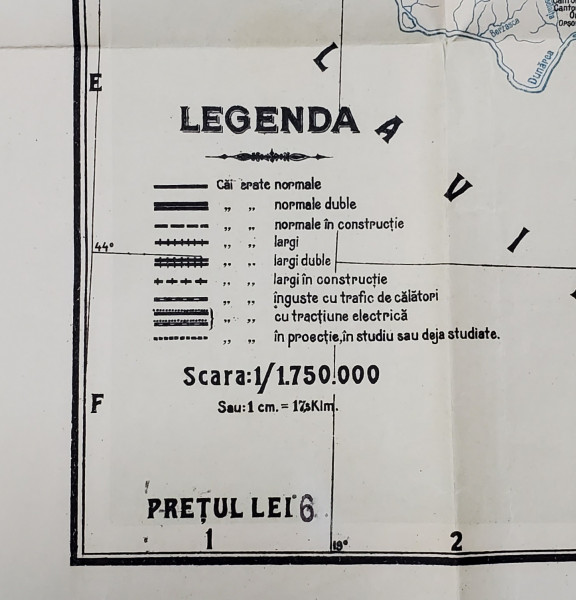 Berzasca
Dunărea
L
A
V
I
E
LEGENDA
Căi ferate normale
„ „ normale duble
„ „ normale în construcție
„ „ largi
44°
„ „ largi duble
„ „ largi în construcție
„ „ înguste cu trafic de călători
„ „ cu tracțiune electrică
„ „ în proecție, în studiu sau deja studiate.
Scara: 1/1.750.000
F
Sau: 1 cm. = 17,5 Klm.
PREȚUL LEI 6
1
19°
2